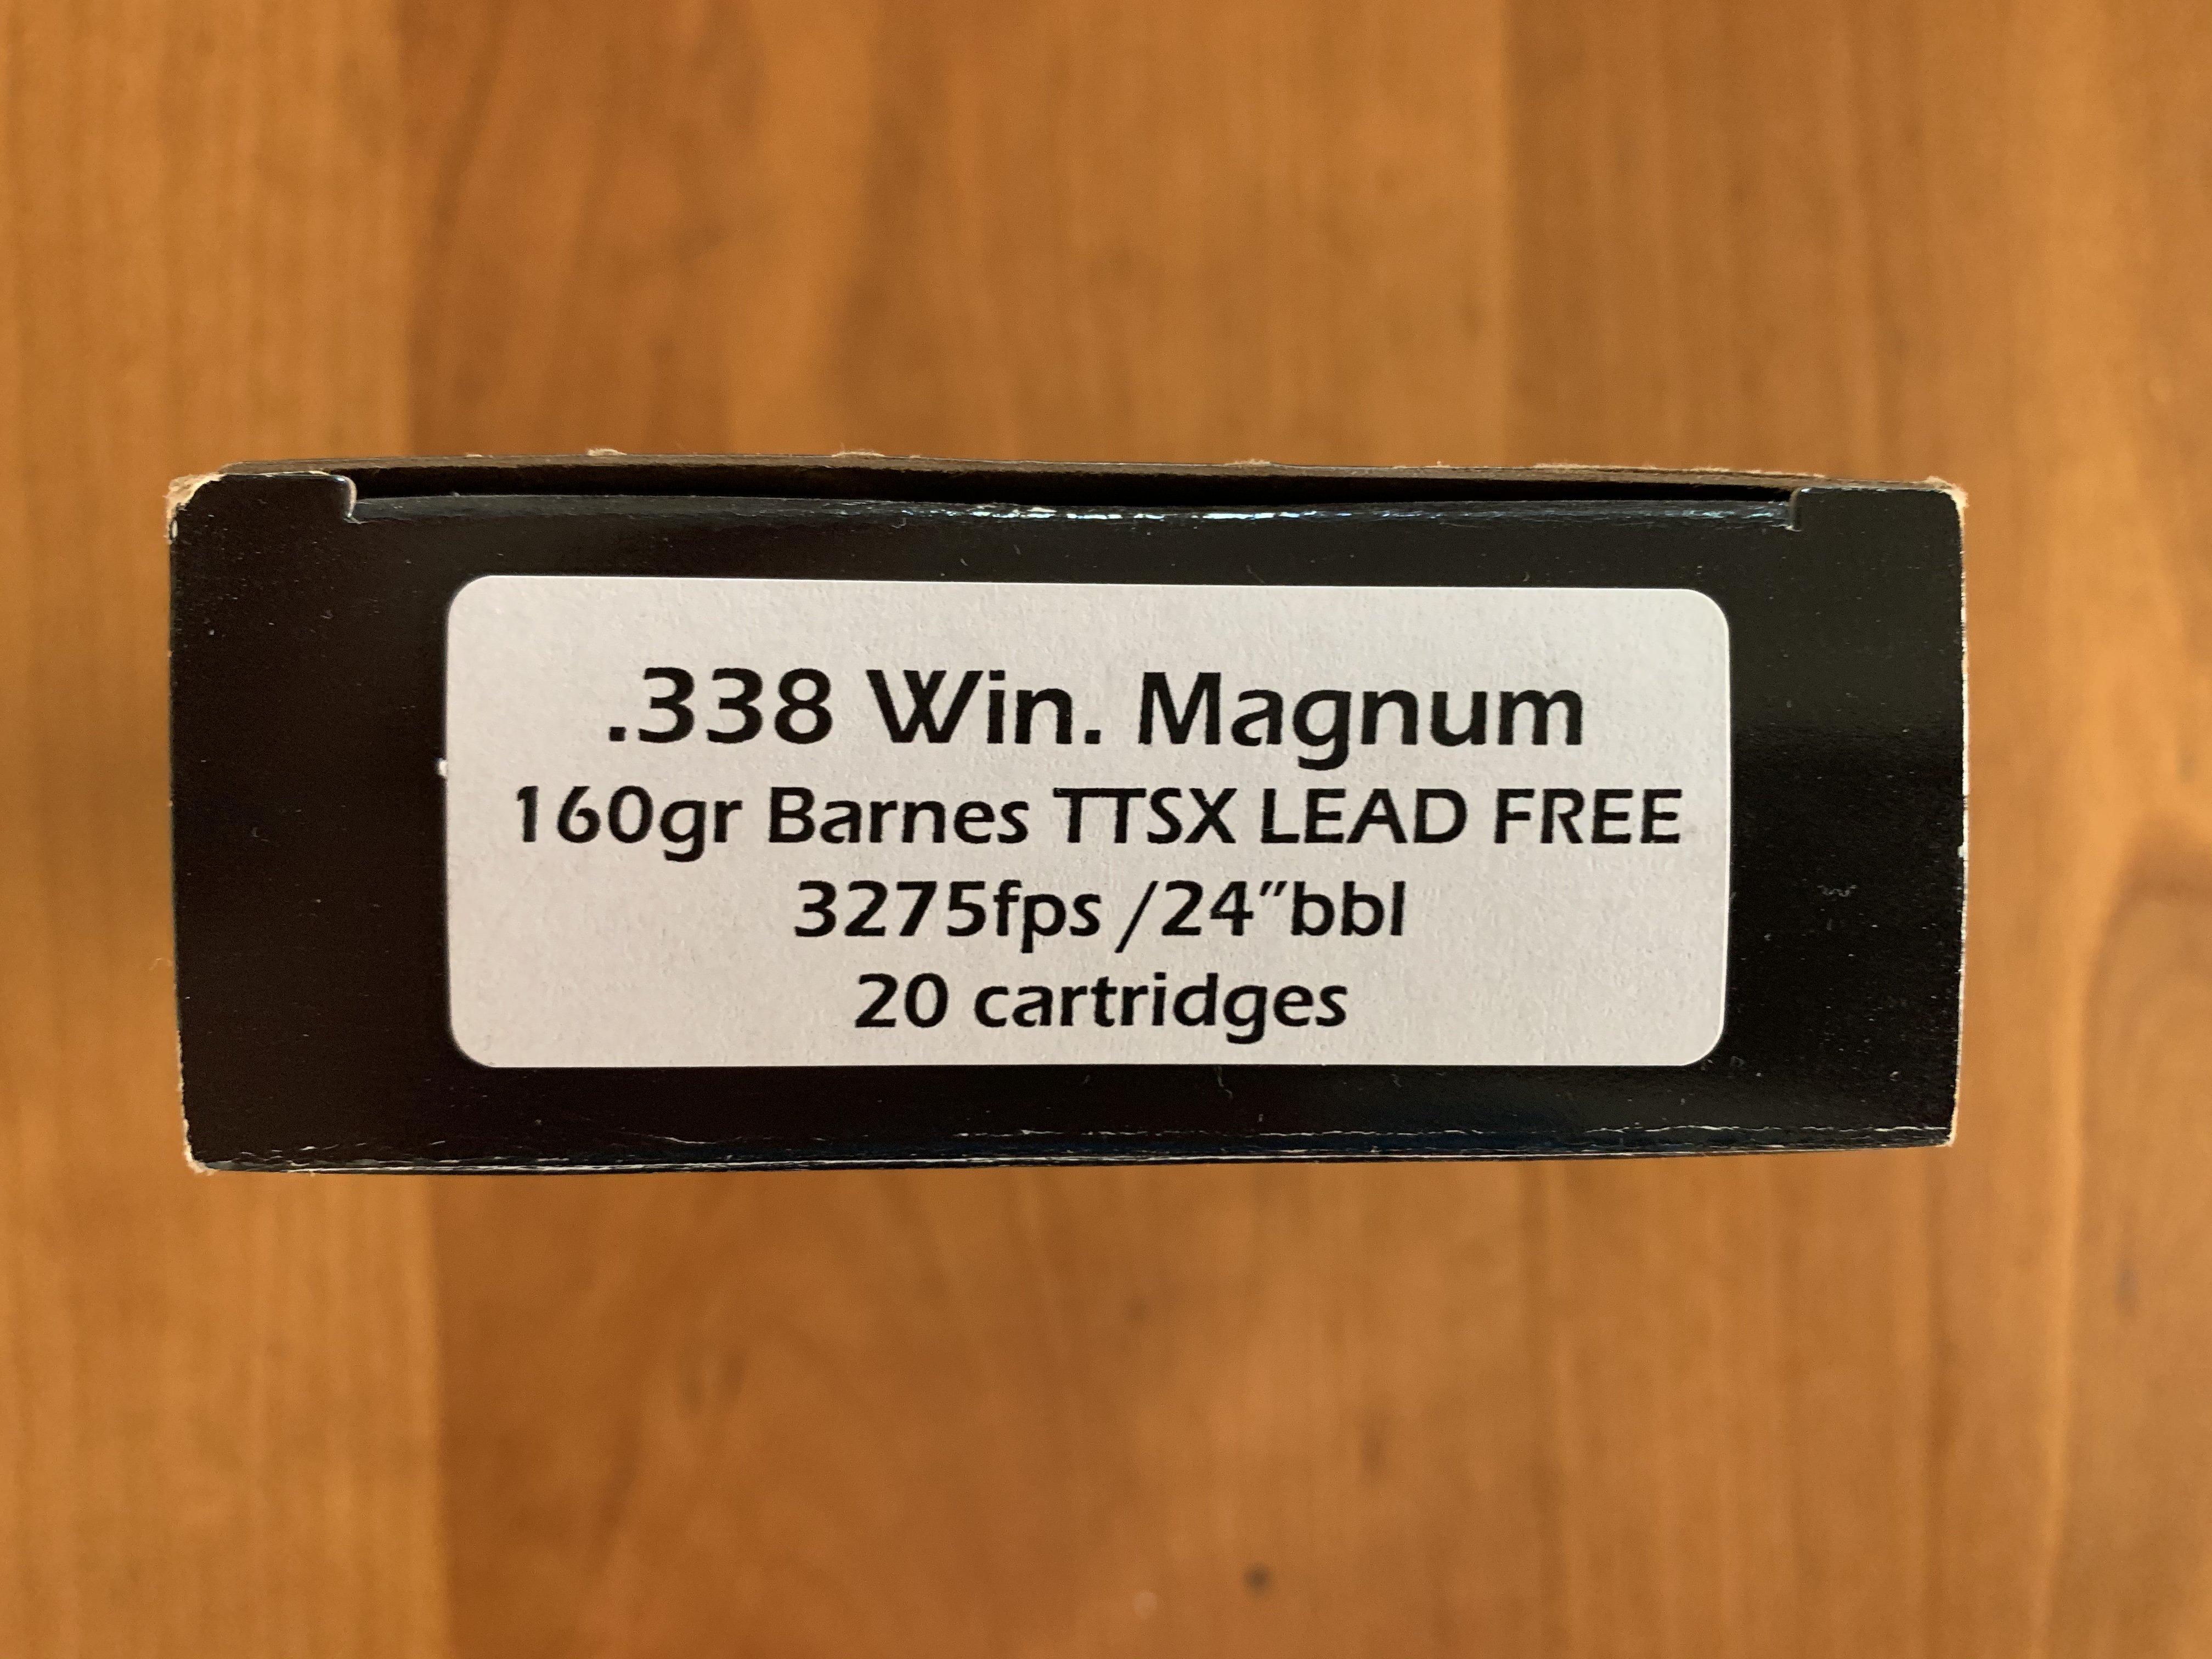 .338 Win. Magnum
160gr Barnes TTSX LEAD FREE
3275fps /24"bbl
20 cartridges